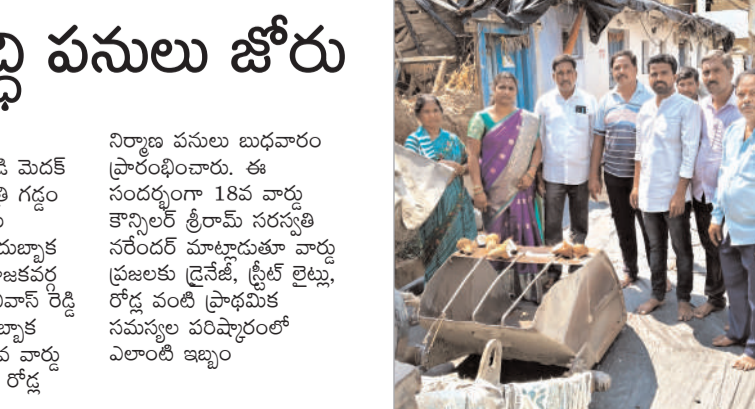 ద్ధి పనులు జోరు
డి మెదక్
తి గడ్డం
దుబ్బాక
జకవర్గ
వాస్ రెడ్డి
బ్బాక
వ వార్డు
రోడ్ల
నిర్మాణ పనులు బుధవారం
ప్రారంభించారు. ఈ
సందర్భంగా 18వ వార్డు
కౌన్సిలర్ శ్రీరామ్ సరస్వతి
నరేందర్ మాట్లాడుతూ వార్డు
ప్రజలకు డ్రైనేజీ, స్ట్రీట్ లైట్లు,
రోడ్ల వంటి ప్రాథమిక
సమస్యల పరిష్కారంలో
ఎలాంటి ఇబ్బం